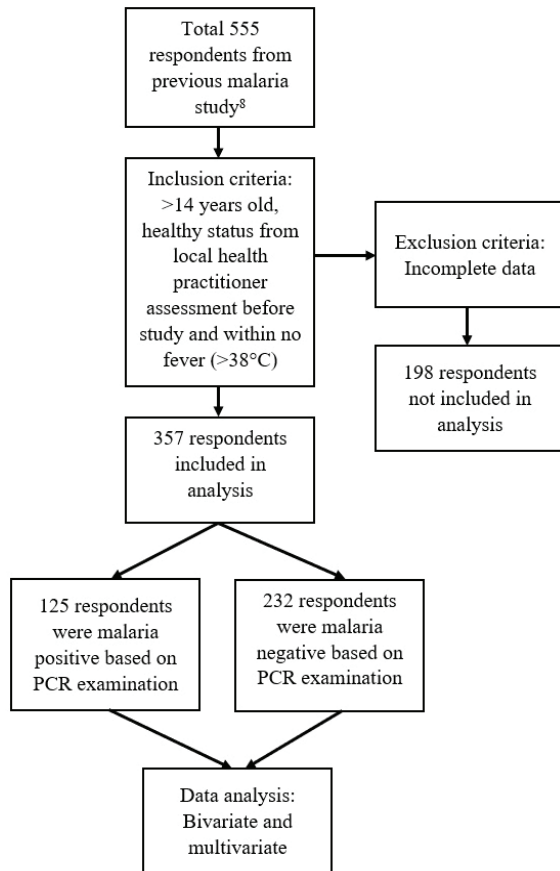 Total 555
respondents from
previous malaria
study⁸
Inclusion criteria:
>14 years old,
healthy status from
local health
practitioner
assessment before
study and within no
fever (>38°C)
Exclusion criteria:
Incomplete data
198 respondents
not included in
analysis
357 respondents
included in
analysis
125 respondents
were malaria
positive based on
PCR examination
232 respondents
were malaria
negative based on
PCR examination
Data analysis:
Bivariate and
multivariate